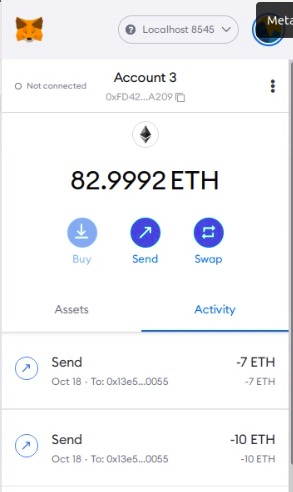 Meta
Localhost 8545
Not connected
Account 3
0xFD42...A209
82.9992 ETH
Buy
Send
Swap
Assets
Activity
Send
-7 ETH
Oct 18 · To: 0x13e5...0055
-7 ETH
Send
-10 ETH
Oct 18 · To: 0x13e5...0055
-10 ETH